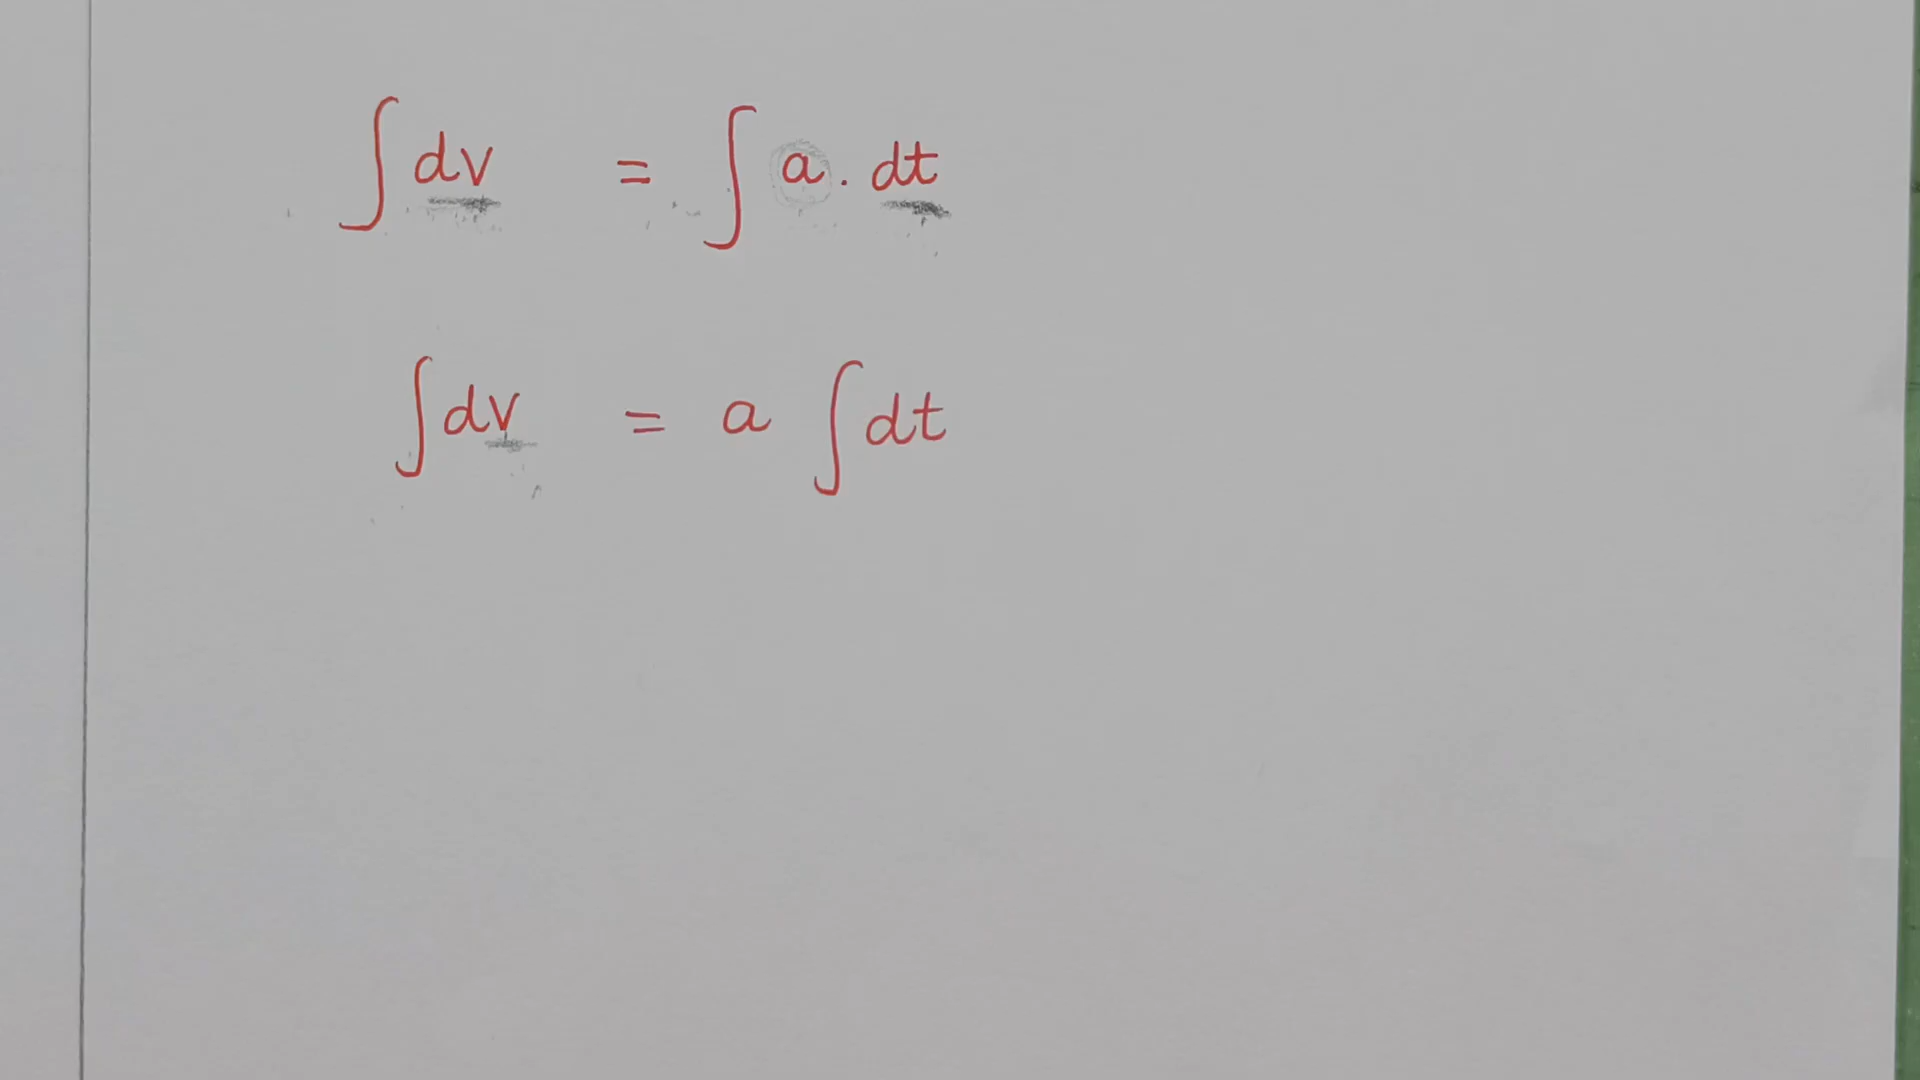 ∫ dv = ∫ a . dt
∫ dv = a ∫ dt